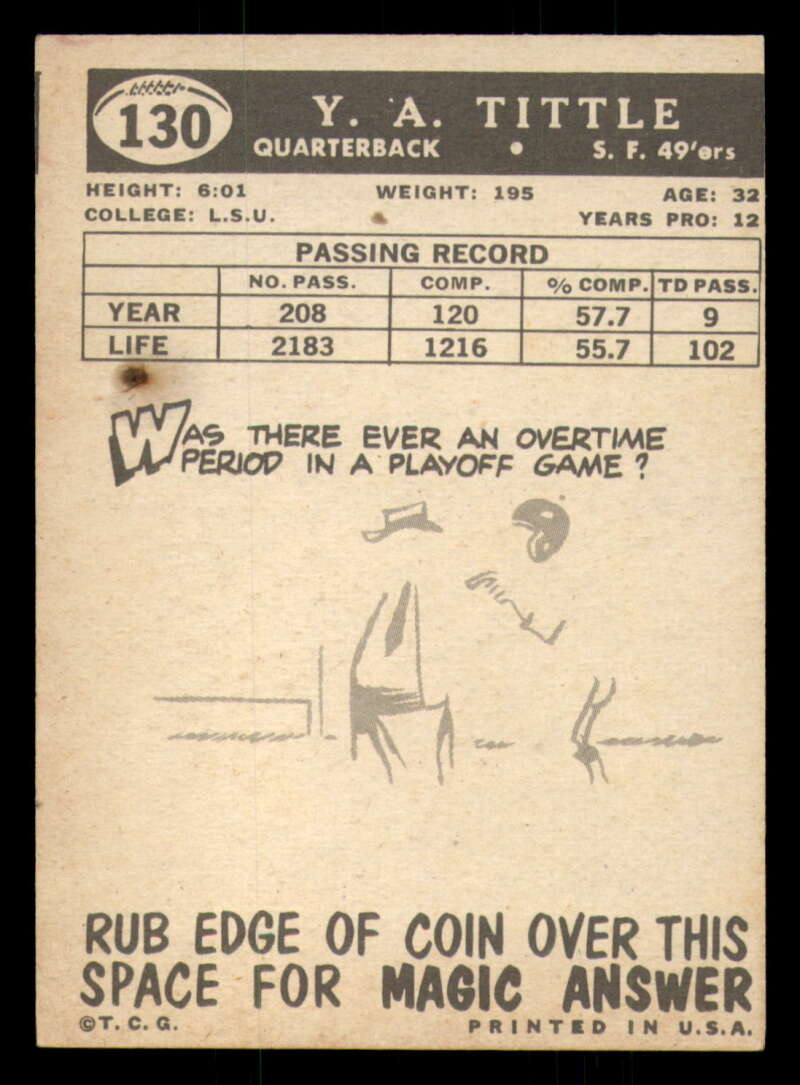 130
Y. A. TITTLE
QUARTERBACK • S. F. 49'ers
HEIGHT: 6:01 WEIGHT: 195 AGE: 32
COLLEGE: L.S.U. YEARS PRO: 12
PASSING RECORD
NO. PASS. COMP. % COMP. TD PASS.
YEAR 208 120 57.7 9
LIFE 2183 1216 55.7 102
WAS THERE EVER AN OVERTIME
PERIOD IN A PLAYOFF GAME?
RUB EDGE OF COIN OVER THIS
SPACE FOR MAGIC ANSWER
©T.C.G. PRINTED IN U.S.A.